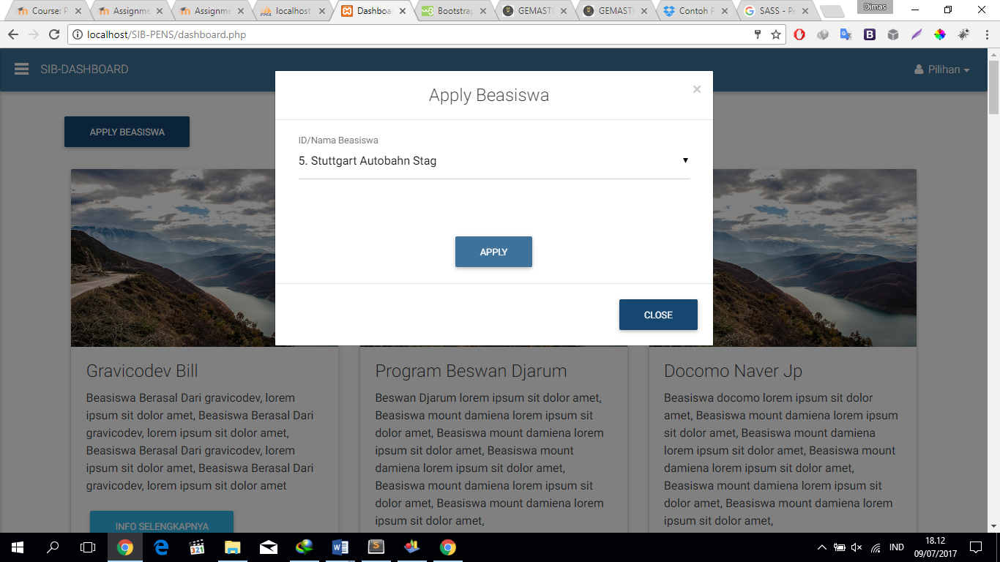 Dimas
Course: P
Assignme
Assignme
localhost
Dashboa
Bootstrap
GEMASTI
GEMASTI
Contoh P
SASS - Pe
localhost/SIB-PENS/dashboard.php
SIB-DASHBOARD
Pilihan
APPLY BEASISWA
Apply Beasiswa
×
ID/Nama Beasiswa
5. Stuttgart Autobahn Stag
APPLY
CLOSE
Gravicodev Bill
Beasiswa Berasal Dari gravicodev, lorem
ipsum sit dolor amet, Beasiswa Berasal Dari
gravicodev, lorem ipsum sit dolor amet,
Beasiswa Berasal Dari gravicodev, lorem
ipsum sit dolor amet, Beasiswa Berasal Dari
gravicodev, lorem ipsum sit dolor amet
INFO SELENGKAPNYA
Program Beswan Djarum
Beswan Djarum lorem ipsum sit dolor amet,
Beasiswa mount damiena lorem ipsum sit
dolor amet, Beasiswa mount damiena lorem
ipsum sit dolor amet, Beasiswa mount
damiena lorem ipsum sit dolor amet,
Beasiswa mount damiena lorem ipsum sit
dolor amet, Beasiswa mount damiena lorem
ipsum sit dolor amet,
Docomo Naver Jp
Beasiswa docomo lorem ipsum sit dolor
amet, Beasiswa mount damiena lorem ipsum
sit dolor amet, Beasiswa mount damiena
lorem ipsum sit dolor amet, Beasiswa mount
damiena lorem ipsum sit dolor amet,
Beasiswa mount damiena lorem ipsum sit
dolor amet, Beasiswa mount damiena lorem
ipsum sit dolor amet,
IND
18.12
09/07/2017